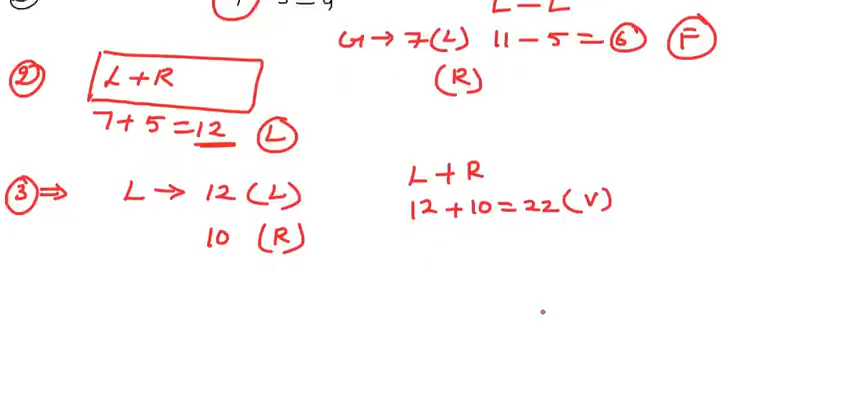 G → 7(L) 11 - 5 = 6 F
(R)
2 L + R
7 + 5 = 12 L
3 ⇒ L → 12 (L)
10 (R)
L + R
12 + 10 = 22 (V)